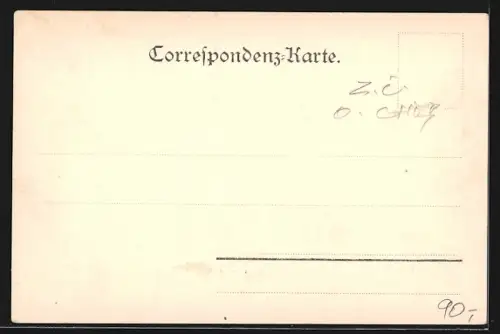 Correspondenz-Karte.
Z.Ü.
90,-